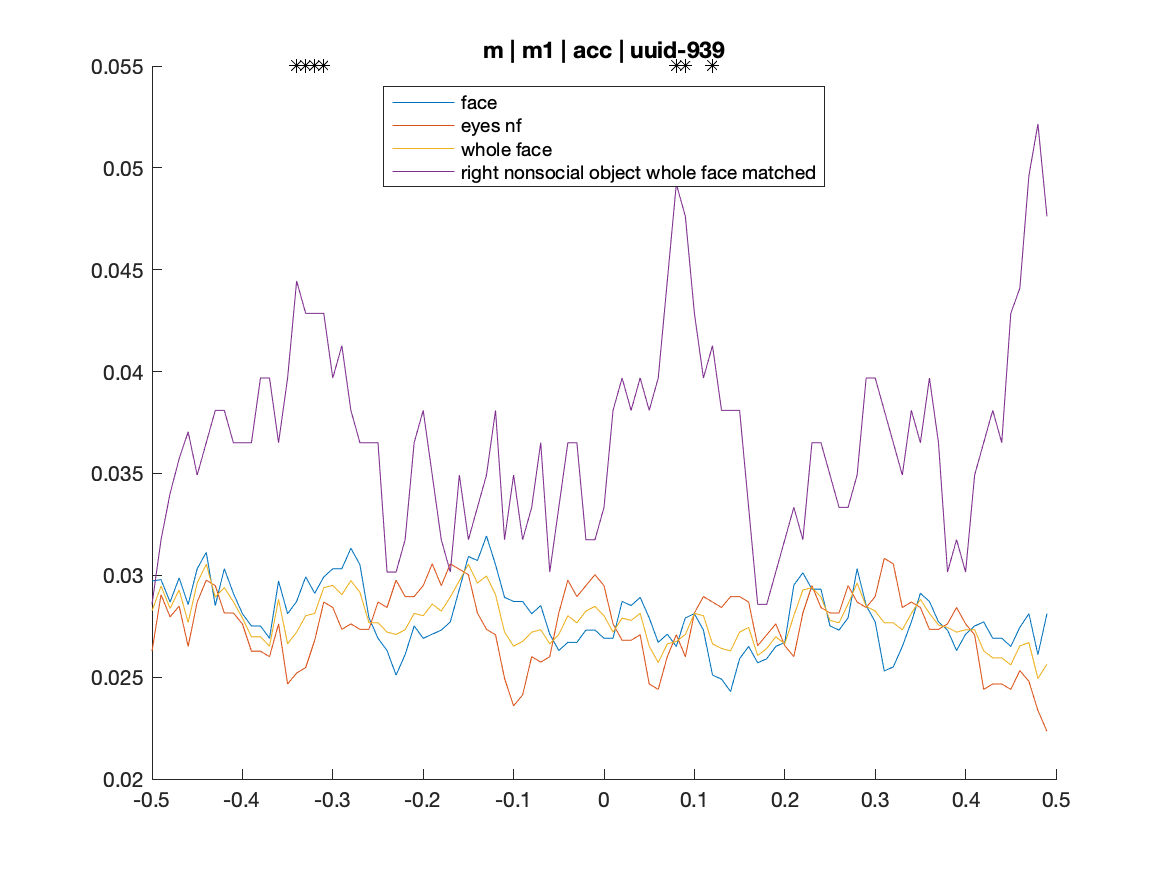 m | m1 | acc | uuid-939
0.055
face
eyes nf
whole face
right nonsocial object whole face matched
0.05
0.045
0.04
0.035
0.03
0.025
0.02
-0.5 -0.4 -0.3 -0.2 -0.1 0 0.1 0.2 0.3 0.4 0.5